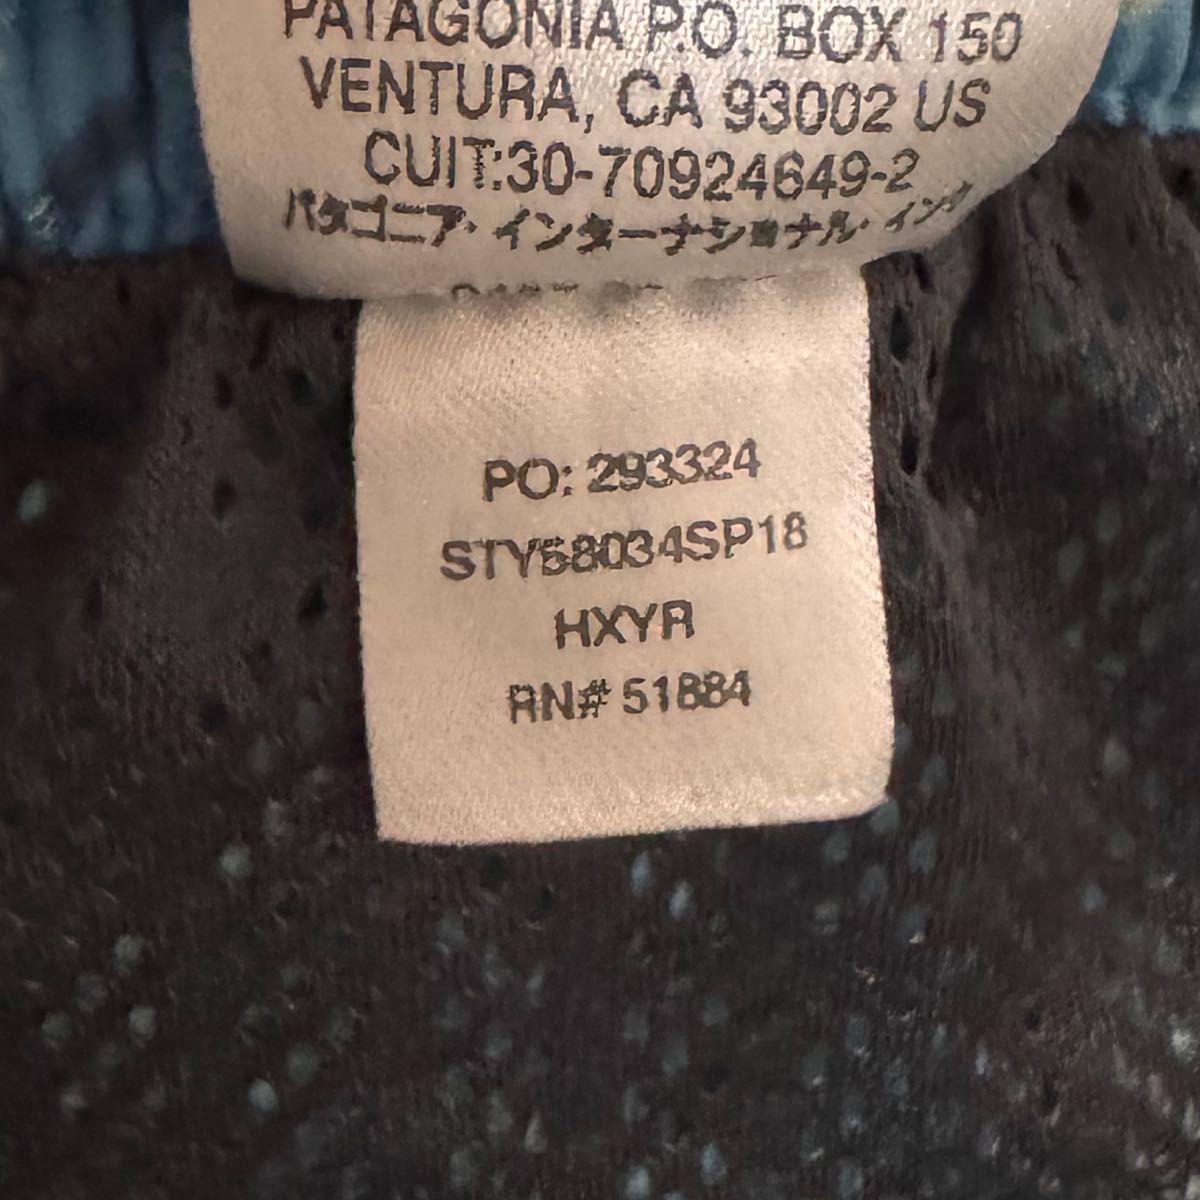 PATAGONIA P.O. BOX 150
VENTURA, CA 93002 US
CUIT:30-70924649-2
パタゴニア・インターナショナル・インク
PO: 293324
STY58034SP18
HXYR
RN# 51884